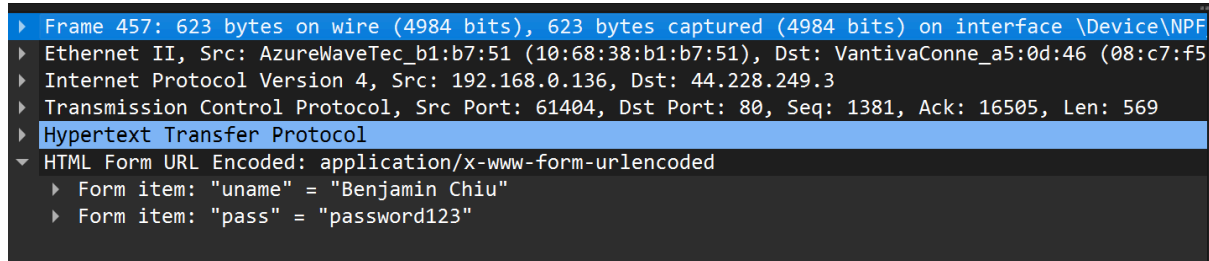 Frame 457: 623 bytes on wire (4984 bits), 623 bytes captured (4984 bits) on interface \Device\NPF
Ethernet II, Src: AzureWaveTec_b1:b7:51 (10:68:38:b1:b7:51), Dst: VantivaConne_a5:0d:46 (08:c7:f5
Internet Protocol Version 4, Src: 192.168.0.136, Dst: 44.228.249.3
Transmission Control Protocol, Src Port: 61404, Dst Port: 80, Seq: 1381, Ack: 16505, Len: 569
Hypertext Transfer Protocol
HTML Form URL Encoded: application/x-www-form-urlencoded
Form item: "uname" = "Benjamin Chiu"
Form item: "pass" = "password123"